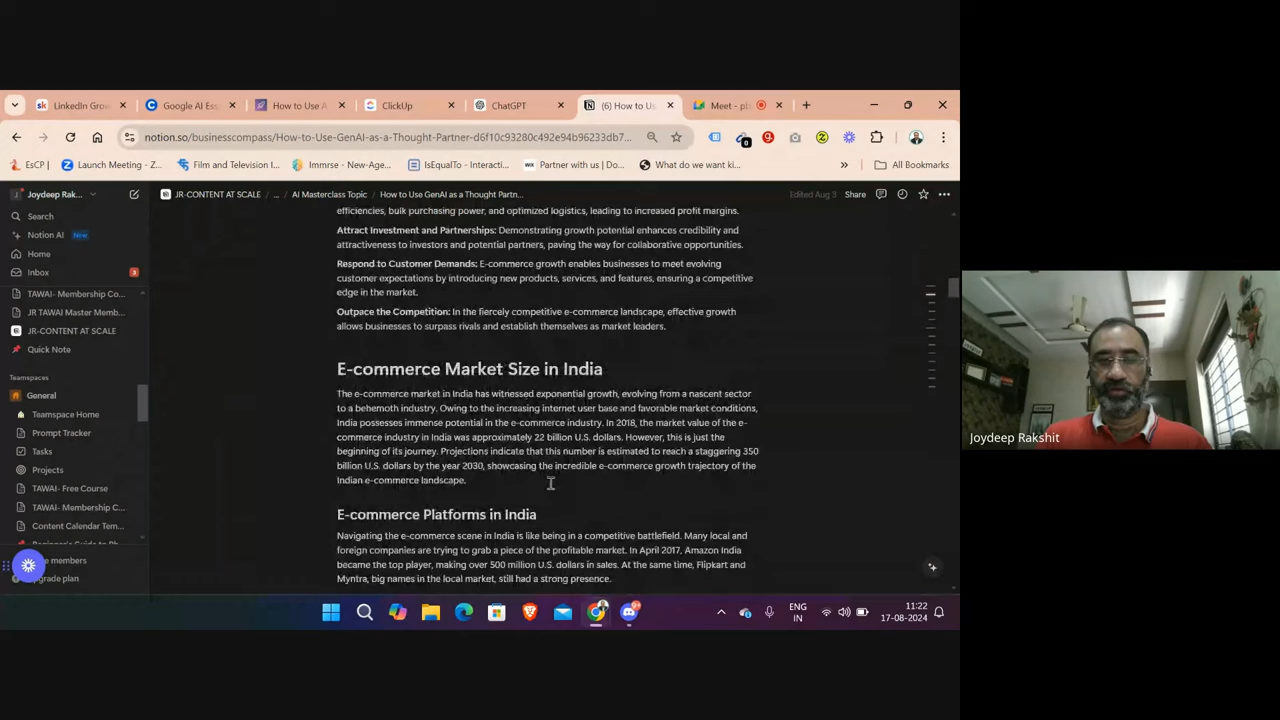 LinkedIn Grow
Google AI Ess
How to Use A
ClickUp
ChatGPT
(6) How to Us
Meet - pb
notion.so/businesscompass/How-to-Use-GenAI-as-a-Thought-Partner-d6f10c93280c492e94b96233db7...
EsCP |
Launch Meeting - Z...
Film and Television I...
Immrse - New-Age...
IsEqualTo - Interacti...
Partner with us | Do...
What do we want ki...
All Bookmarks
Joydeep Rak...
JR-CONTENT AT SCALE / ... / AI Masterclass Topic / How to Use GenAI as a Thought Partn...
Edited Aug 3
Share
Search
Notion AI New
Home
Inbox 3
TAWAI- Membership Co...
JR TAWAI Master Memb...
JR-CONTENT AT SCALE
Quick Note
Teamspaces
General
Teamspace Home
Prompt Tracker
Tasks
Projects
TAWAI- Free Course
TAWAI- Membership C...
Content Calendar Tem...
members
grade plan
efficiencies, bulk purchasing power, and optimized logistics, leading to increased profit margins.
Attract Investment and Partnerships: Demonstrating growth potential enhances credibility and
attractiveness to investors and potential partners, paving the way for collaborative opportunities.
Respond to Customer Demands: E-commerce growth enables businesses to meet evolving
customer expectations by introducing new products, services, and features, ensuring a competitive
edge in the market.
Outpace the Competition: In the fiercely competitive e-commerce landscape, effective growth
allows businesses to surpass rivals and establish themselves as market leaders.
E-commerce Market Size in India
The e-commerce market in India has witnessed exponential growth, evolving from a nascent sector
to a behemoth industry. Owing to the increasing internet user base and favorable market conditions,
India possesses immense potential in the e-commerce industry. In 2018, the market value of the e-
commerce industry in India was approximately 22 billion U.S. dollars. However, this is just the
beginning of its journey. Projections indicate that this number is estimated to reach a staggering 350
billion U.S. dollars by the year 2030, showcasing the incredible e-commerce growth trajectory of the
Indian e-commerce landscape.
E-commerce Platforms in India
Navigating the e-commerce scene in India is like being in a competitive battlefield. Many local and
foreign companies are trying to grab a piece of the profitable market. In April 2017, Amazon India
became the top player, making over 500 million U.S. dollars in sales. At the same time, Flipkart and
Myntra, big names in the local market, still had a strong presence.
ENG
IN
11:22
17-08-2024
Joydeep Rakshit